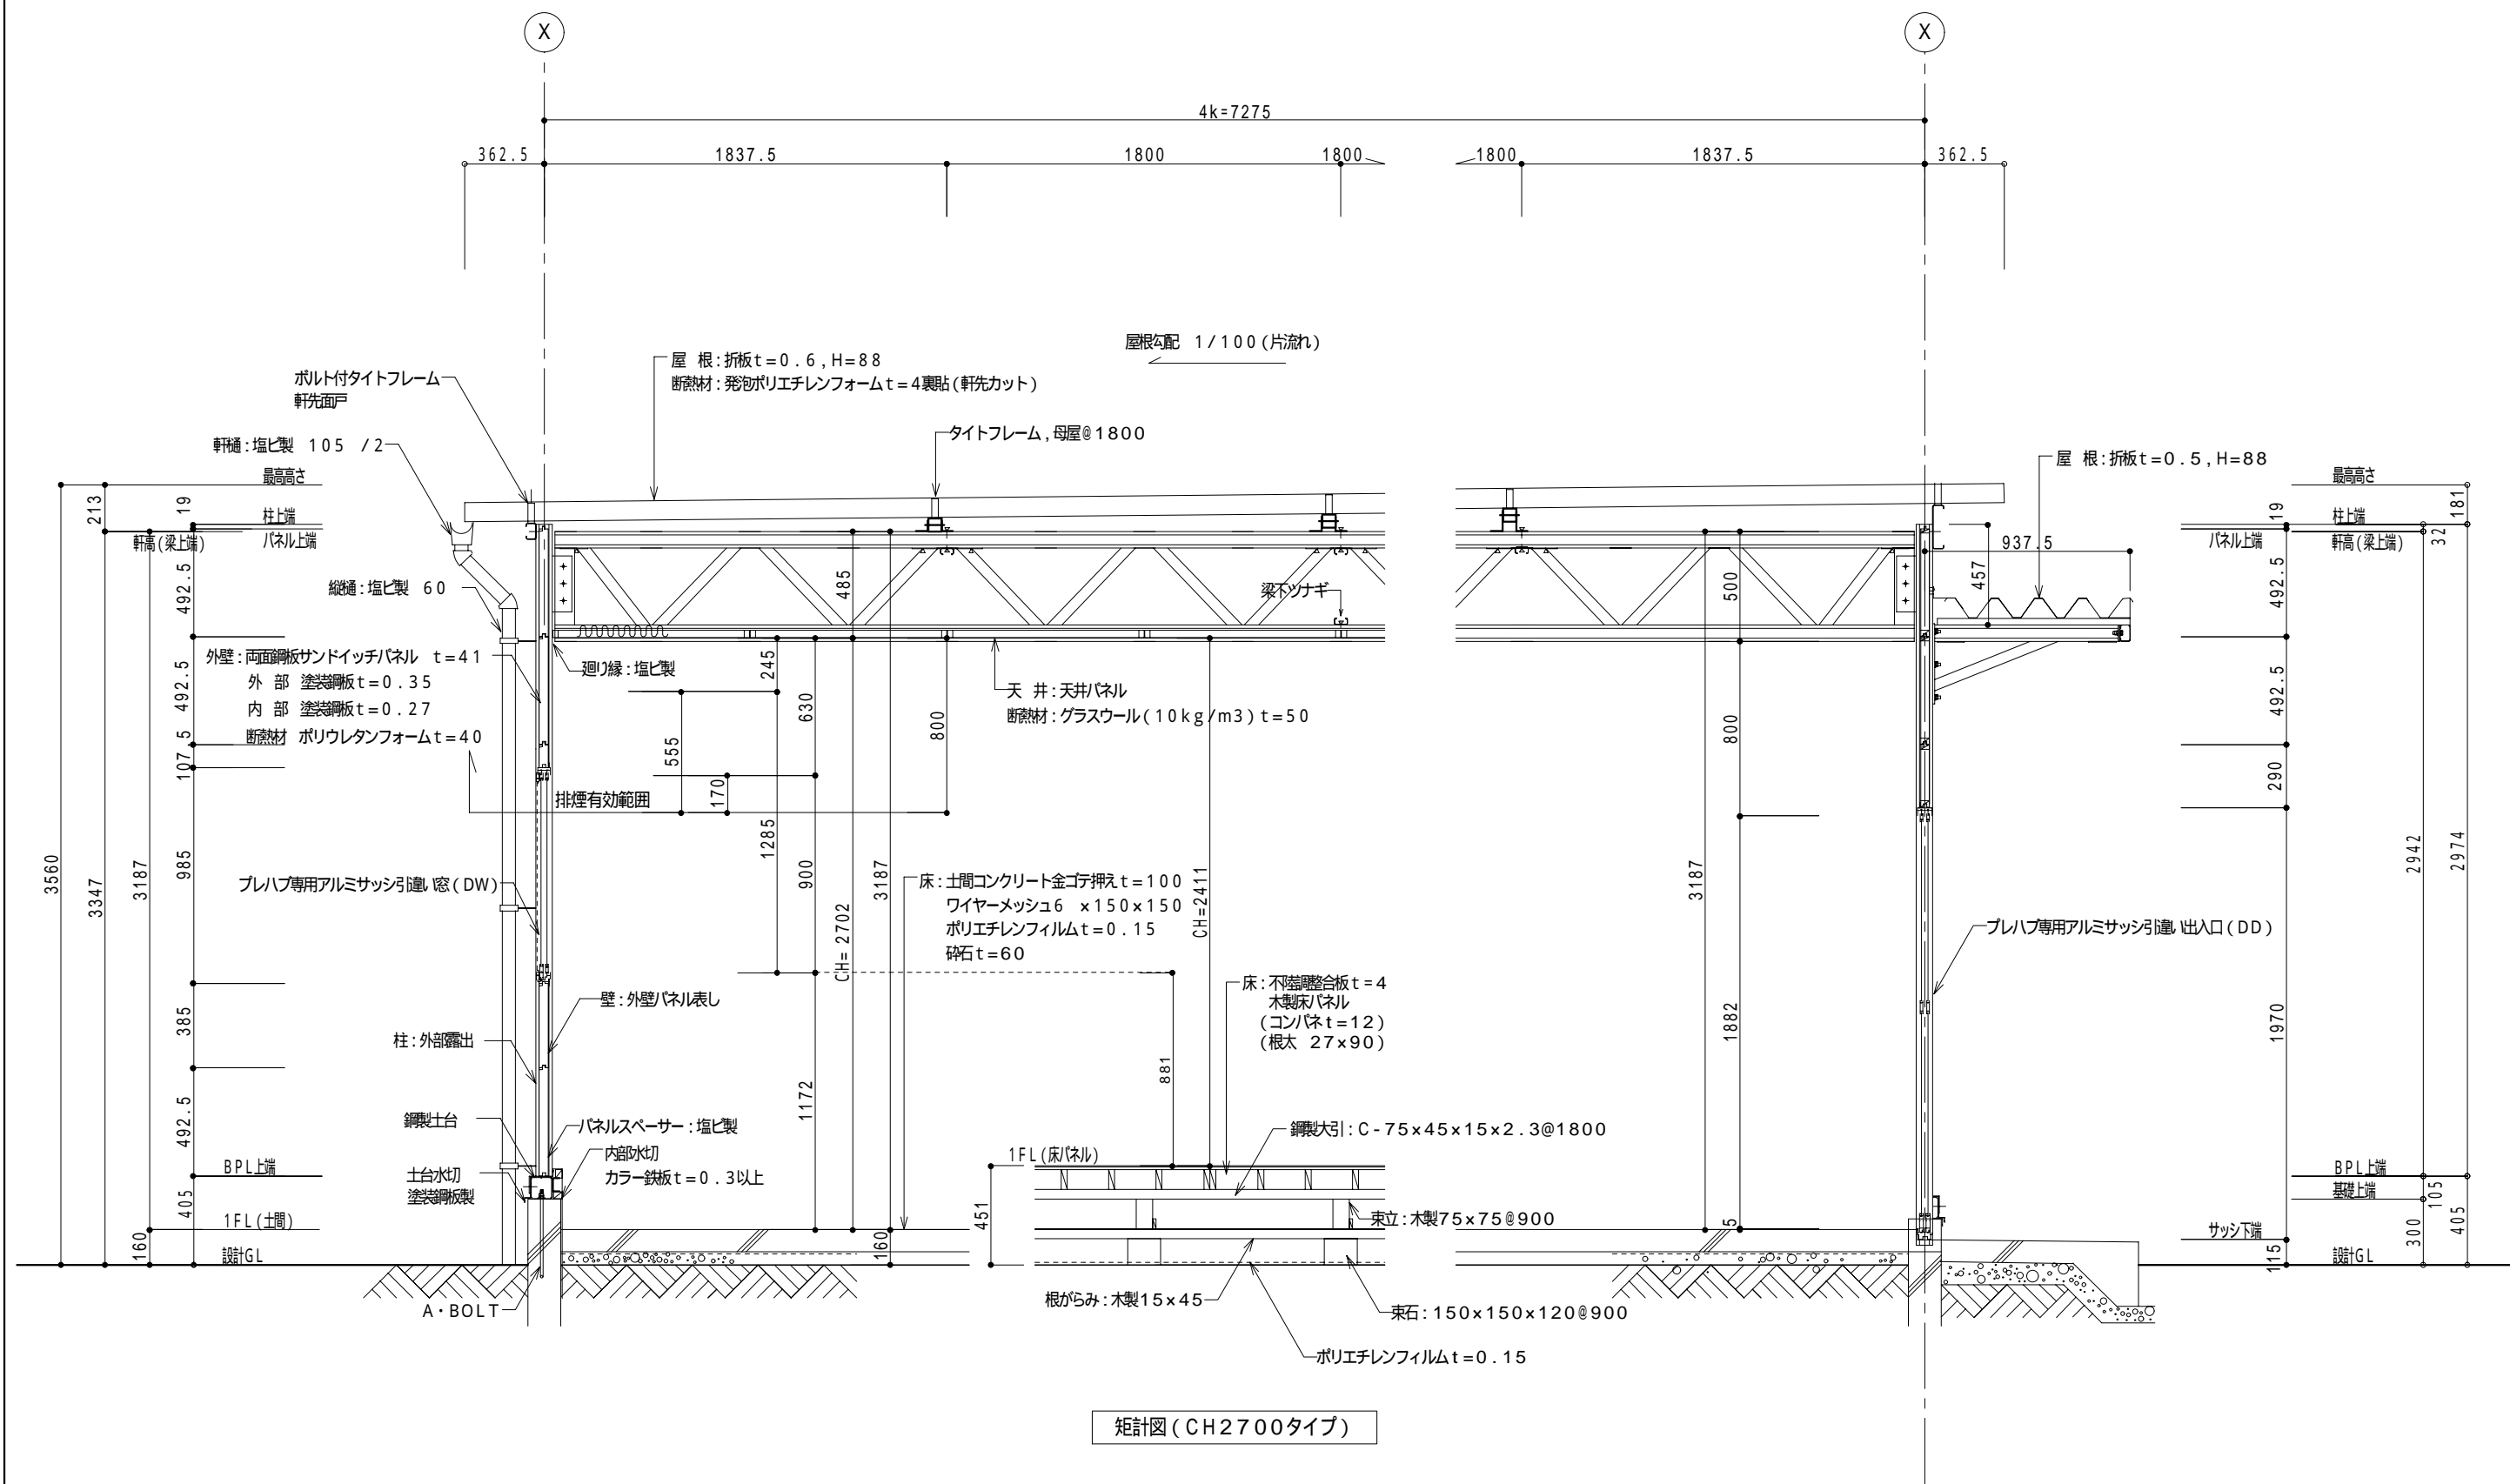 X
X
4k=7275
362.5
1837.5
1800
1800
1800
1837.5
362.5
屋根勾配 1/100(片流れ)
屋 根:折板t=0.6,H=88
断熱材:発泡ポリエチレンフォームt=4裏貼(軒先カット)
ボルト付タイトフレーム
軒先面戸
タイトフレーム,母屋@1800
軒樋:塩ビ製 105 /2
屋 根:折板t=0.5,H=88
最高高さ
柱上端
軒高(梁上端)
パネル上端
213
19
492.5
縦樋:塩ビ製 60
485
梁下ツナギ
500
457
937.5
最高高さ
柱上端
パネル上端
軒高(梁上端)
19
181
32
492.5
外壁:両面鋼板サンドイッチパネル t=41
外 部 塗装鋼板t=0.35
内 部 塗装鋼板t=0.27
断熱材 ポリウレタンフォームt=40
492.5
107.5
廻り縁:塩ビ製
245
630
555
800
170
排煙有効範囲
天 井:天井パネル
断熱材:グラスウール(10kg/m3)t=50
800
492.5
290
3560
3347
3187
985
プレハブ専用アルミサッシ引違い窓(DW)
1285
900
CH=2702
3187
床:土間コンクリート金ゴテ押えt=100
ワイヤーメッシュ6 ×150×150
ポリエチレンフィルムt=0.15
砕石t=60
CH=2411
3187
2942
2974
プレハブ専用アルミサッシ引違い出入口(DD)
385
壁:外壁パネル表し
床:不陸調整合板t=4
木製床パネル
(コンパネt=12)
(根太 27×90)
1882
1970
柱:外部露出
881
492.5
1172
鋼製土台
パネルスペーサー:塩ビ製
鋼製大引:C-75×45×15×2.3@1800
内部水切
カラー鉄板t=0.3以上
土台水切
塗装鋼板製
BPL上端
405
1FL(土間)
160
設計GL
160
1FL(床パネル)
451
束立:木製75×75@900
5
BPL上端
基礎上端
105
405
300
サッシ下端
115
設計GL
A・BOLT
根がらみ:木製15×45
束石:150×150×120@900
ポリエチレンフィルムt=0.15
矩計図(CH2700タイプ)